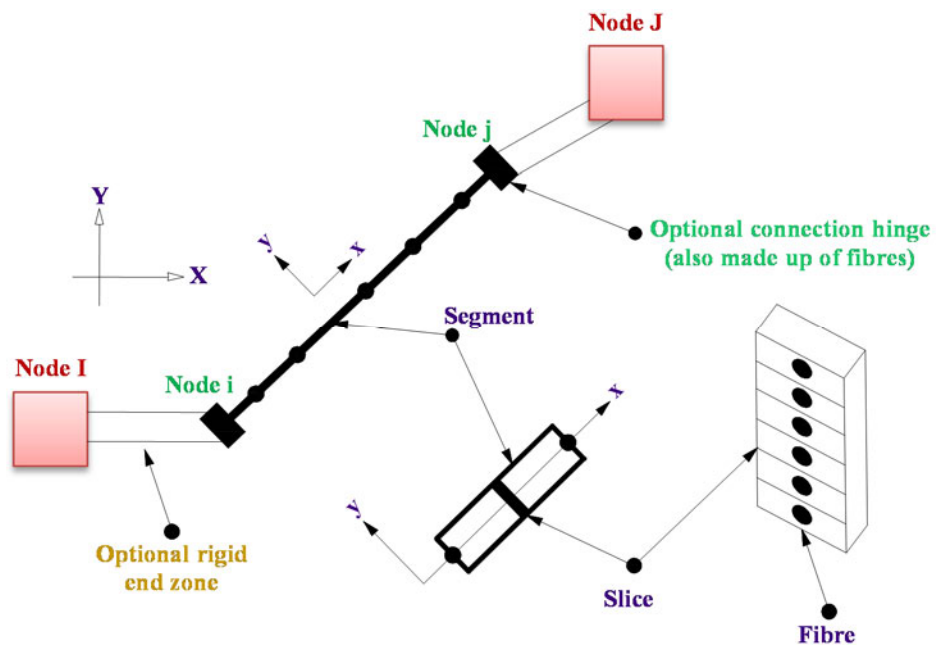 Node J
Node j
Y
X
y
x
Optional connection hinge
(also made up of fibres)
Segment
Node I
Node i
x
y
Optional rigid
end zone
Slice
Fibre